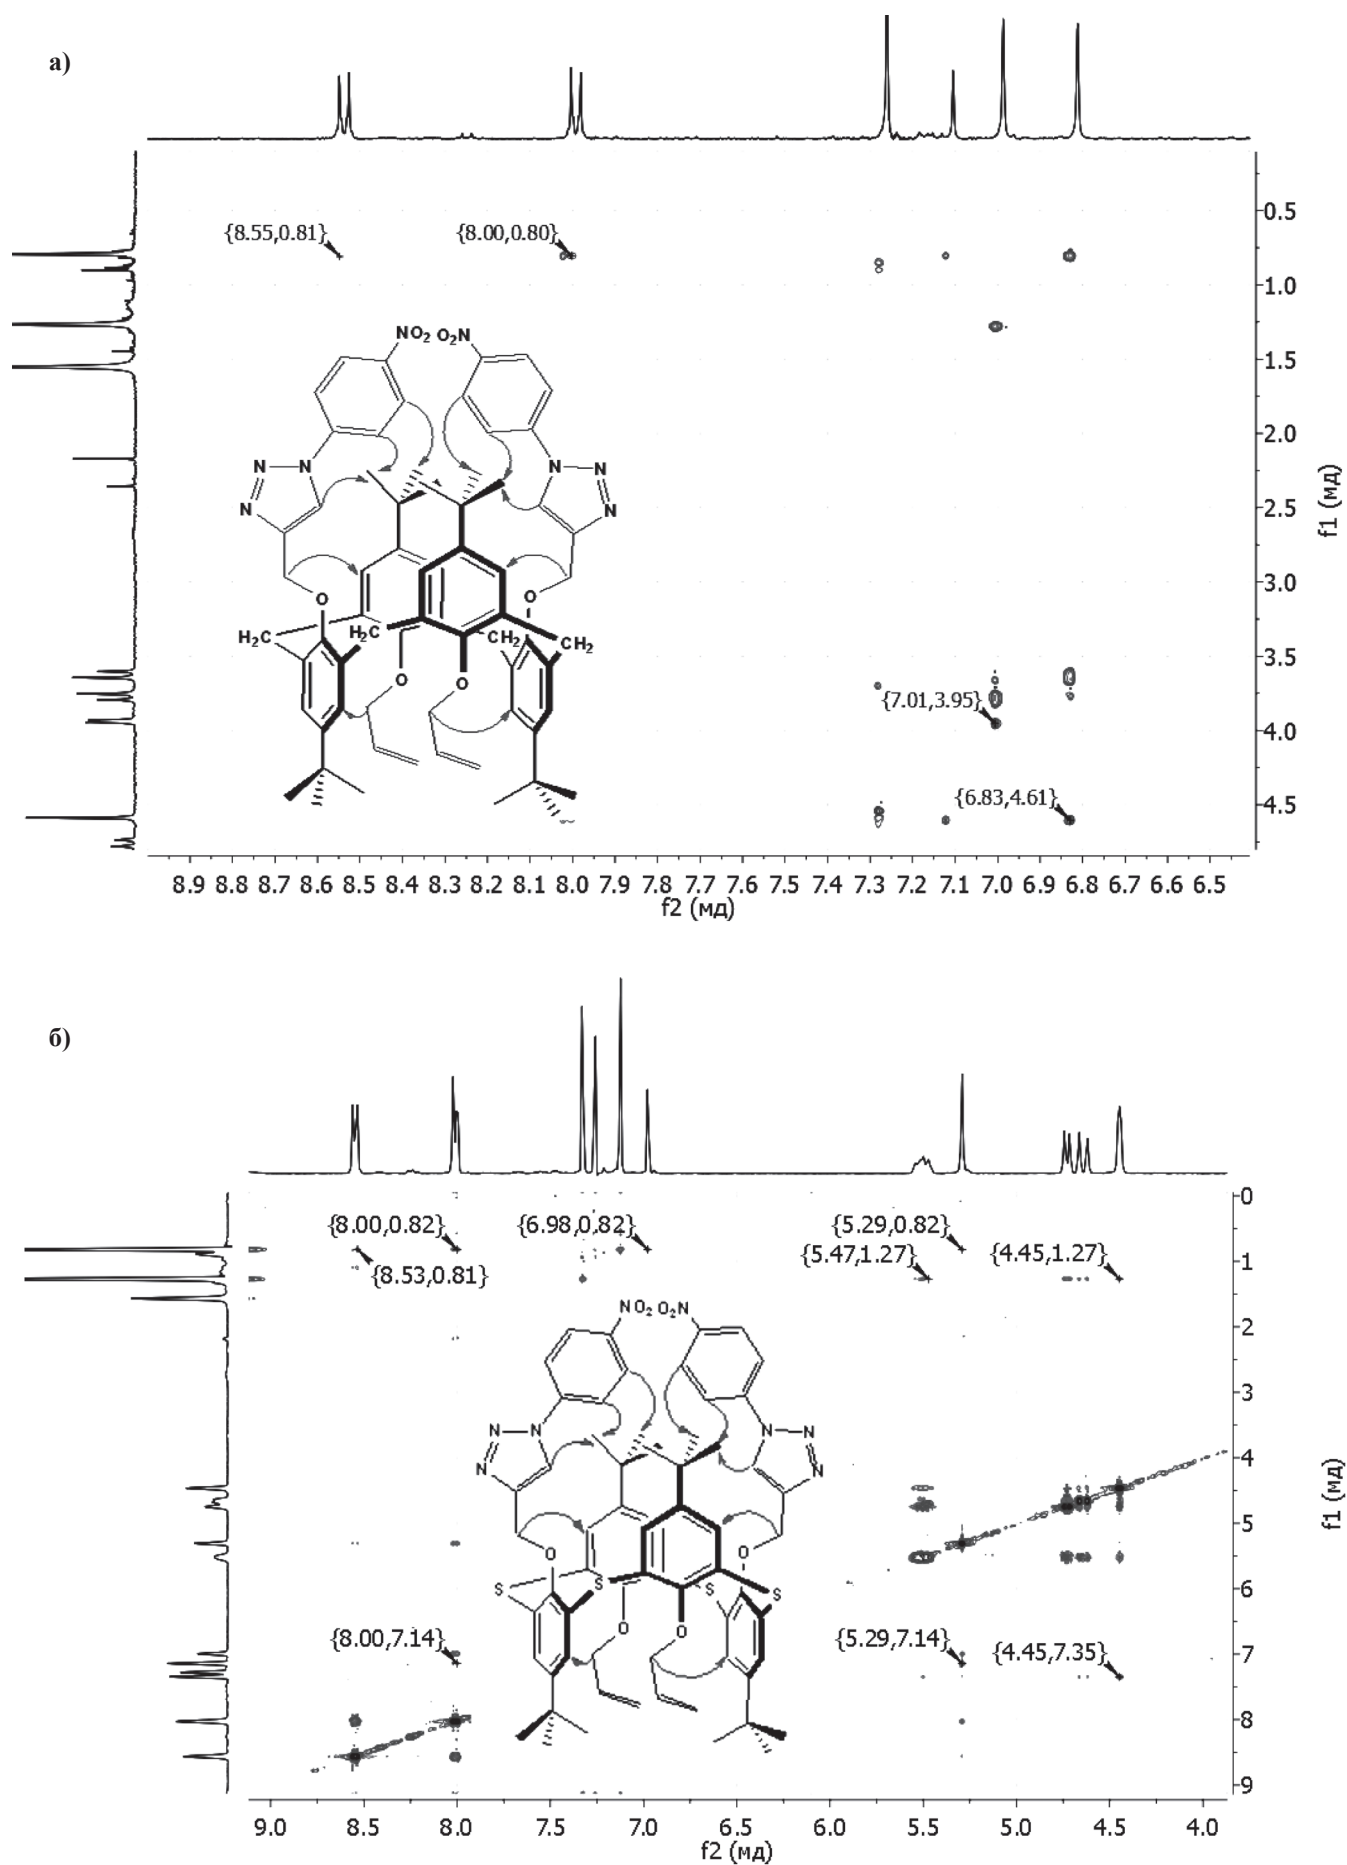 а)
0.5
{8.55,0.81} {8.00,0.80}
1.0
NO2 O2N
1.5
2.0
N N N N
N N
2.5
f1 (мд)
3.0
O O
H2C H2C CH2 CH2
3.5
O O
{7.01,3.95}
4.0
{6.83,4.61}
4.5
8.9 8.8 8.7 8.6 8.5 8.4 8.3 8.2 8.1 8.0 7.9 7.8 7.7 7.6 7.5 7.4 7.3 7.2 7.1 7.0 6.9 6.8 6.7 6.6 6.5
f2 (мд)
б)
0
{8.00,0.82} {6.98,0.82} {5.29,0.82}
{8.53,0.81} {5.47,1.27} {4.45,1.27}
1
NO2 O2N
2
3
N N N N
N N
4
f1 (мд)
5
O O
S S S S
6
O O
{8.00,7.14} {5.29,7.14} {4.45,7.35}
7
8
9
9.0 8.5 8.0 7.5 7.0 6.5 6.0 5.5 5.0 4.5 4.0
f2 (мд)